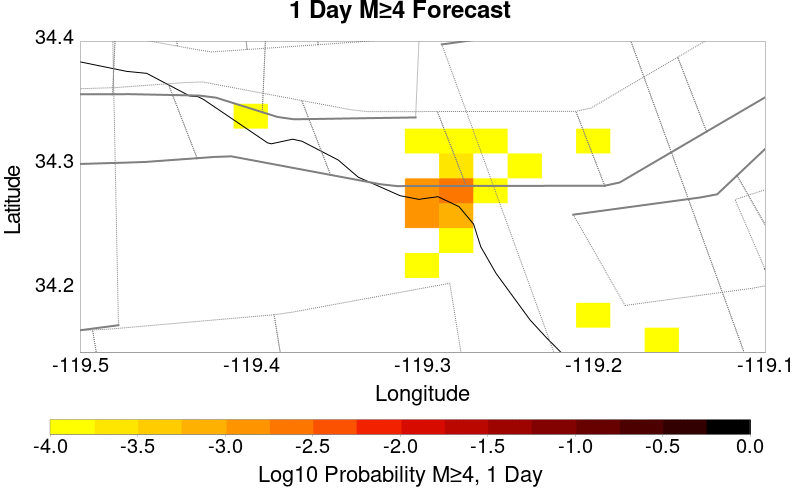 1 Day M≥4 Forecast
34.4
34.3
34.2
Latitude
-119.5 -119.4 -119.3 -119.2 -119.1
Longitude
-4.0 -3.5 -3.0 -2.5 -2.0 -1.5 -1.0 -0.5 0.0
Log10 Probability M≥4, 1 Day